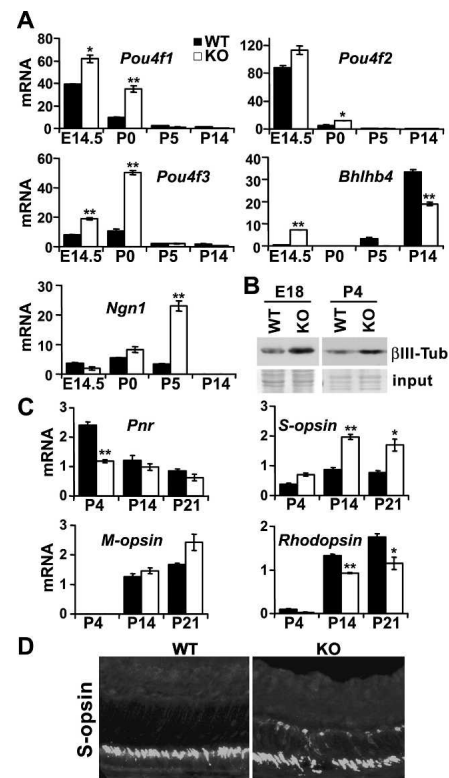 A
Pou4f1
WT
KO
Pou4f2
mRNA
60
40
20
0
*
**
E14.5 P0 P5 P14
120
80
40
0
*
E14.5 P0 P5 P14
Pou4f3
Bhlhb4
mRNA
60
40
20
0
**
**
E14.5 P0 P5 P14
40
30
20
10
0
**
**
E14.5 P0 P5 P14
Ngn1
mRNA
30
20
10
0
**
E14.5 P0 P5 P14
B
E18 P4
WT KO WT KO
βIII-Tub
input
C
Pnr
S-opsin
mRNA
3
2
1
0
**
P4 P14 P21
3
2
1
0
**
*
P4 P14 P21
M-opsin
Rhodopsin
mRNA
3
2
1
0
P4 P14 P21
2
1
0
**
*
P4 P14 P21
D
WT KO
S-opsin